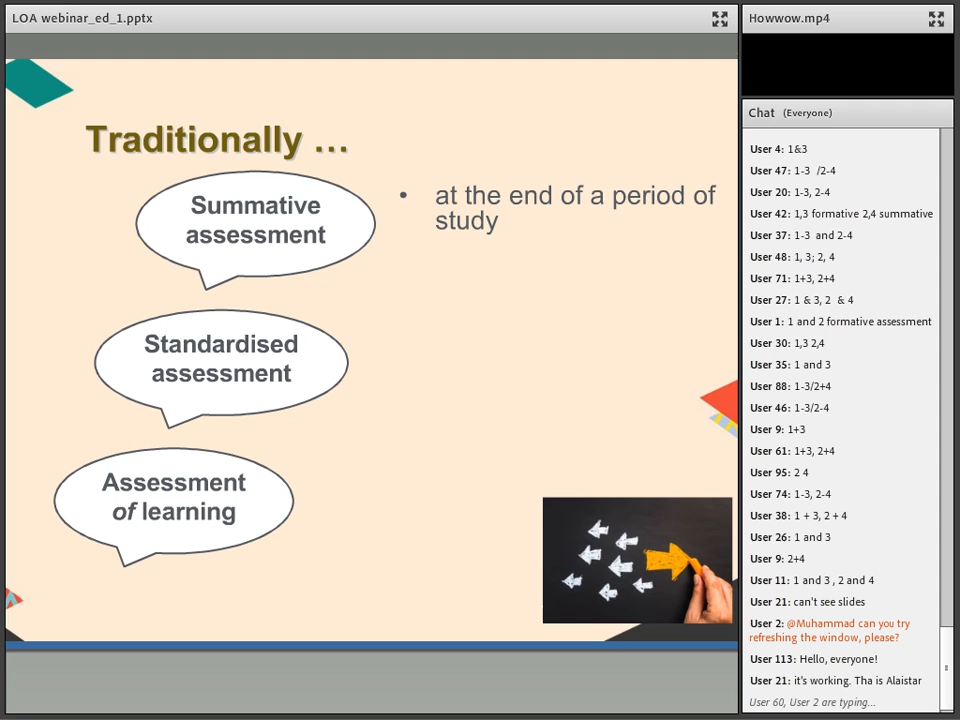 LOA webinar_ed_1.pptx
Traditionally ...
Summative
assessment
• at the end of a period of
study
Standardised
assessment
Assessment
of learning
Howwow.mp4
Chat (Everyone)
User 4: 1&3
User 47: 1-3 /2-4
User 20: 1-3, 2-4
User 42: 1,3 formative 2,4 summative
User 37: 1-3 and 2-4
User 48: 1, 3; 2, 4
User 71: 1+3, 2+4
User 27: 1 & 3, 2 & 4
User 1: 1 and 2 formative assessment
User 30: 1,3 2,4
User 35: 1 and 3
User 88: 1-3/2+4
User 46: 1-3/2-4
User 9: 1+3
User 61: 1+3, 2+4
User 95: 2 4
User 74: 1-3, 2-4
User 38: 1 + 3, 2 + 4
User 26: 1 and 3
User 9: 2+4
User 11: 1 and 3 , 2 and 4
User 21: can't see slides
User 2: @Muhammad can you try
refreshing the window, please?
User 113: Hello, everyone!
User 21: it's working. Tha is Alaistar
User 60, User 2 are typing...